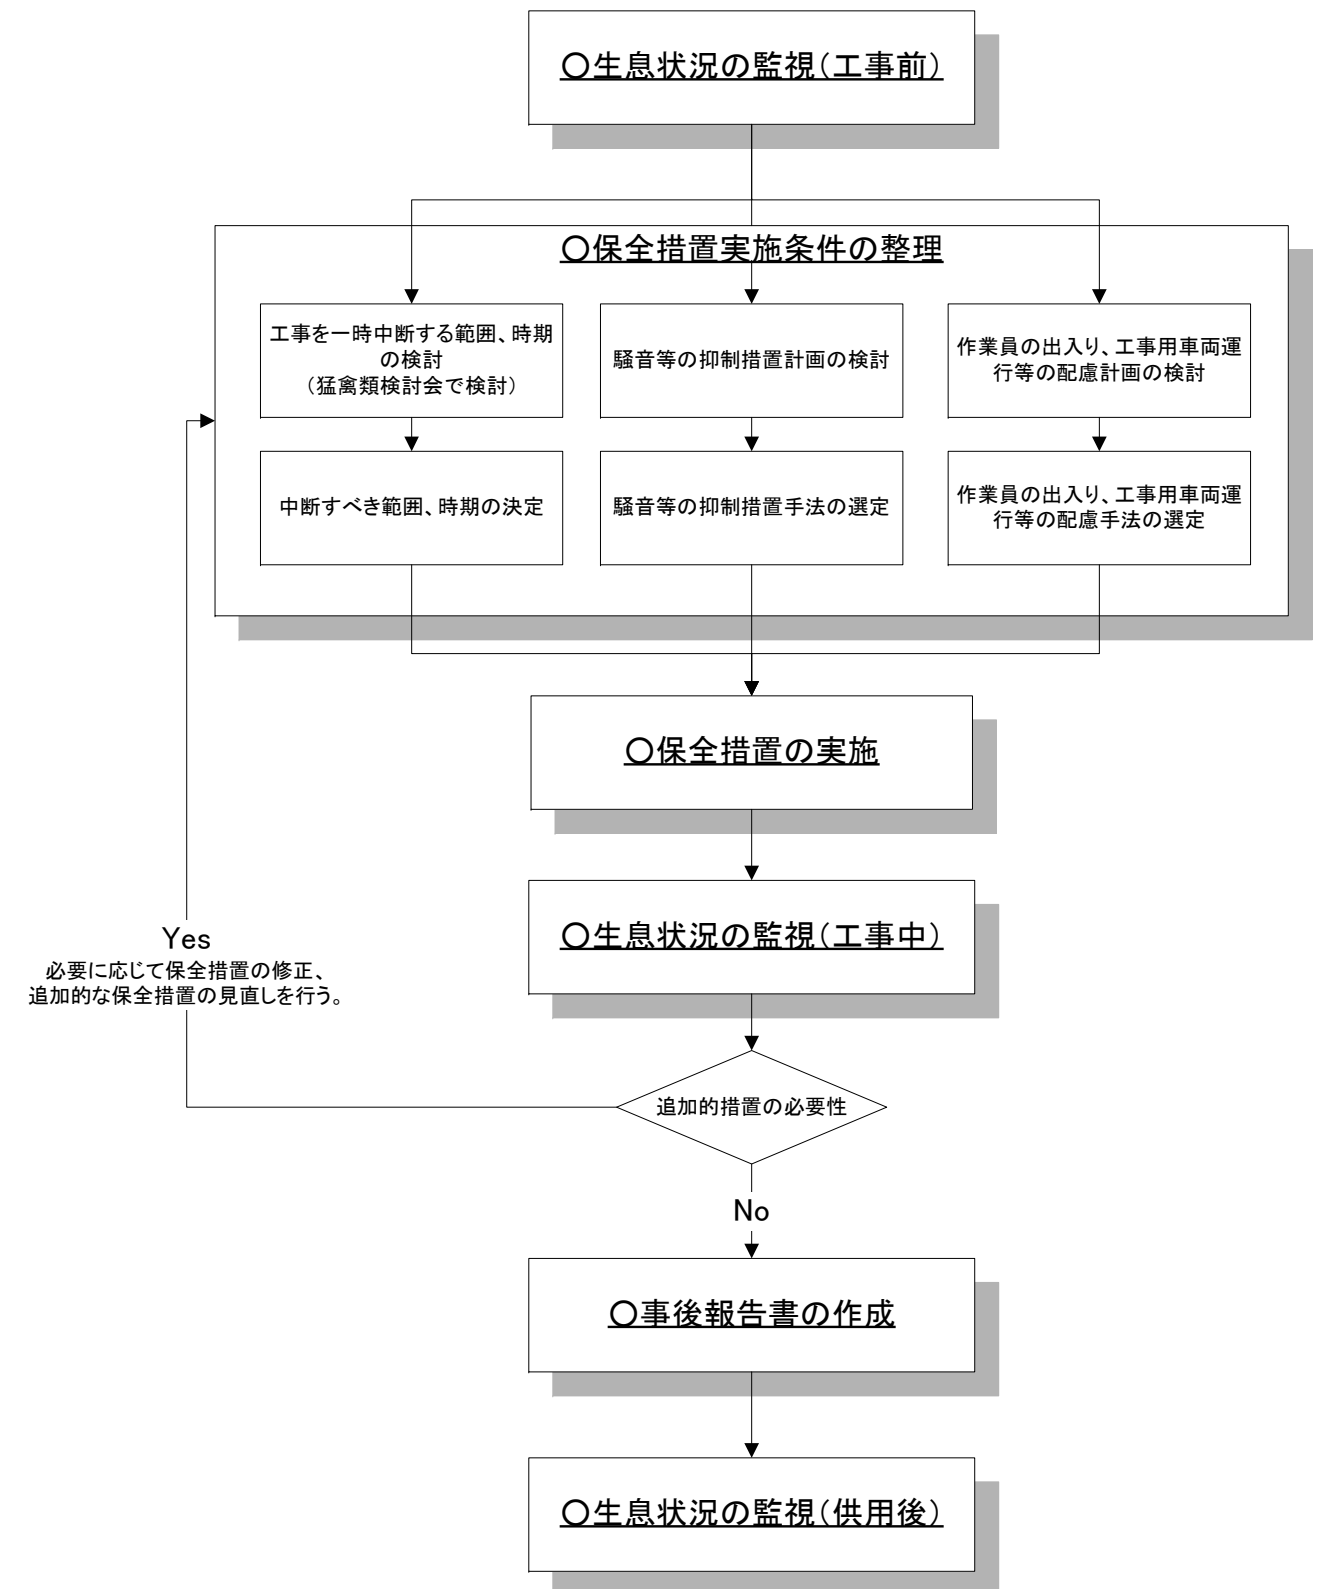 〇生息状況の監視（工事前）
〇保全措置実施条件の整理
工事を一時中断する範囲、時期
の検討
（猛禽類検討会で検討）
騒音等の抑制措置計画の検討
作業員の出入り、工事用車両運
行等の配慮計画の検討
中断すべき範囲、時期の決定
騒音等の抑制措置手法の選定
作業員の出入り、工事用車両運
行等の配慮手法の選定
〇保全措置の実施
〇生息状況の監視（工事中）
Yes
必要に応じて保全措置の修正、
追加的な保全措置の見直しを行う。
追加的措置の必要性
No
〇事後報告書の作成
〇生息状況の監視（供用後）